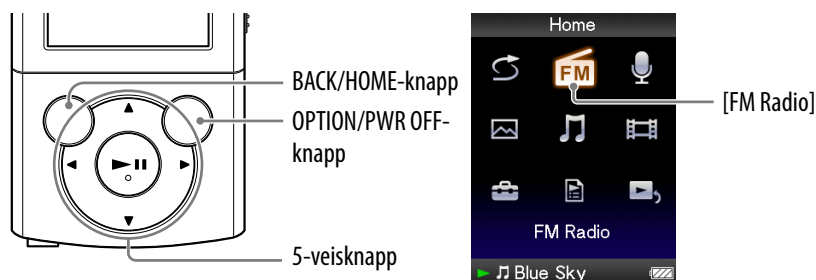 BACK/HOME-knapp
OPTION/PWR OFF-
knapp
5-veisknapp
Home
FM
[FM Radio]
FM Radio
Blue Sky